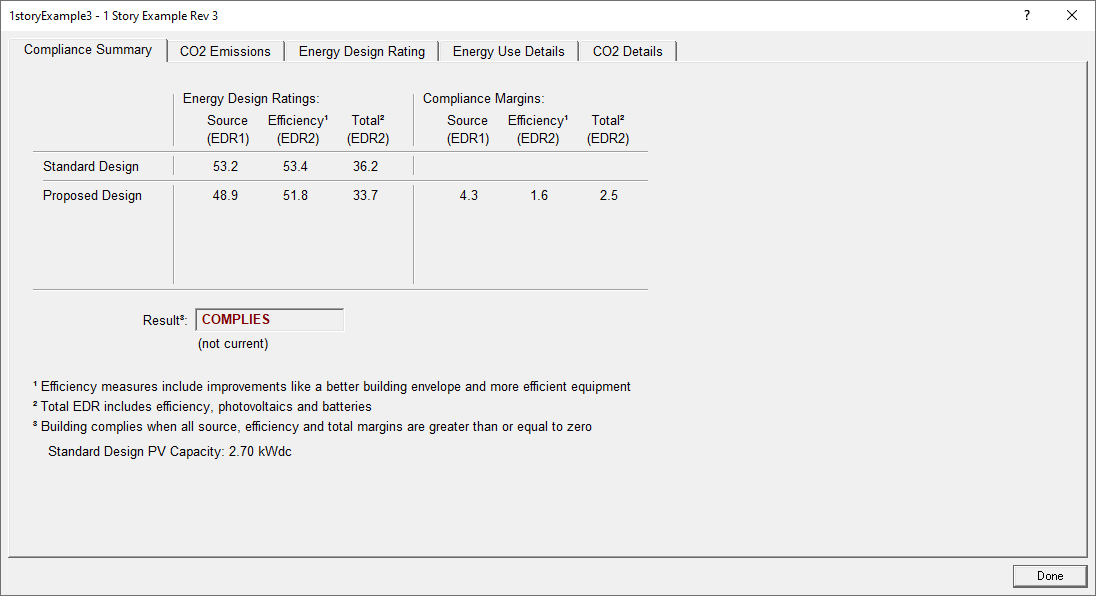 1storyExample3 - 1 Story Example Rev 3
?
Compliance Summary
CO2 Emissions
Energy Design Rating
Energy Use Details
CO2 Details
Energy Design Ratings: Compliance Margins:
Source Efficiency¹ Total² Source Efficiency¹ Total²
(EDR1) (EDR2) (EDR2) (EDR1) (EDR2) (EDR2)
Standard Design 53.2 53.4 36.2
Proposed Design 48.9 51.8 33.7 4.3 1.6 2.5
Result³: COMPLIES
(not current)
¹ Efficiency measures include improvements like a better building envelope and more efficient equipment
² Total EDR includes efficiency, photovoltaics and batteries
³ Building complies when all source, efficiency and total margins are greater than or equal to zero
Standard Design PV Capacity: 2.70 kWdc
Done